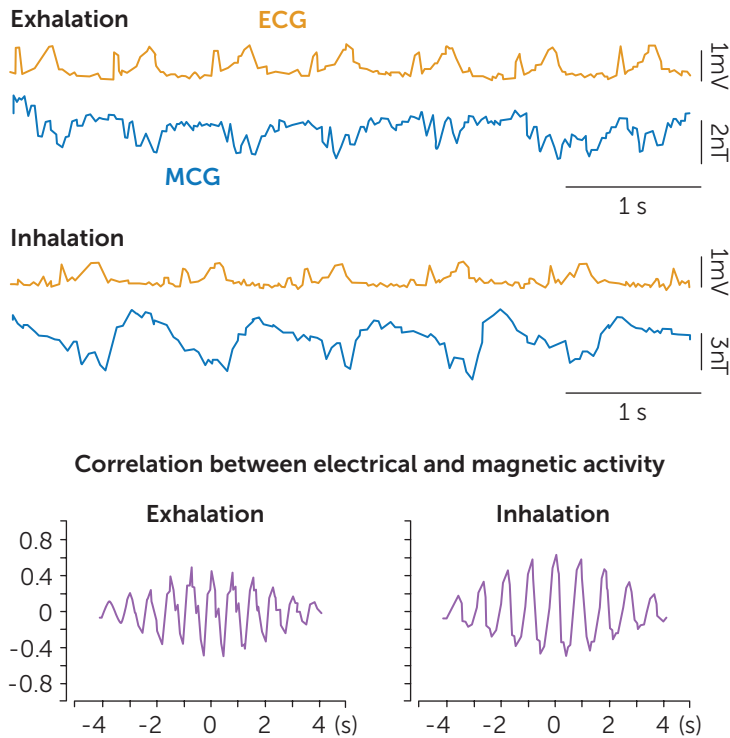 Exhalation ECG
1mV
2nT
MCG
1 s
Inhalation
1mV
3nT
1 s
Correlation between electrical and magnetic activity
Exhalation Inhalation
0.8
0.4
0
-0.4
-0.8
-4 -2 0 2 4 (s) -4 -2 0 2 4 (s)